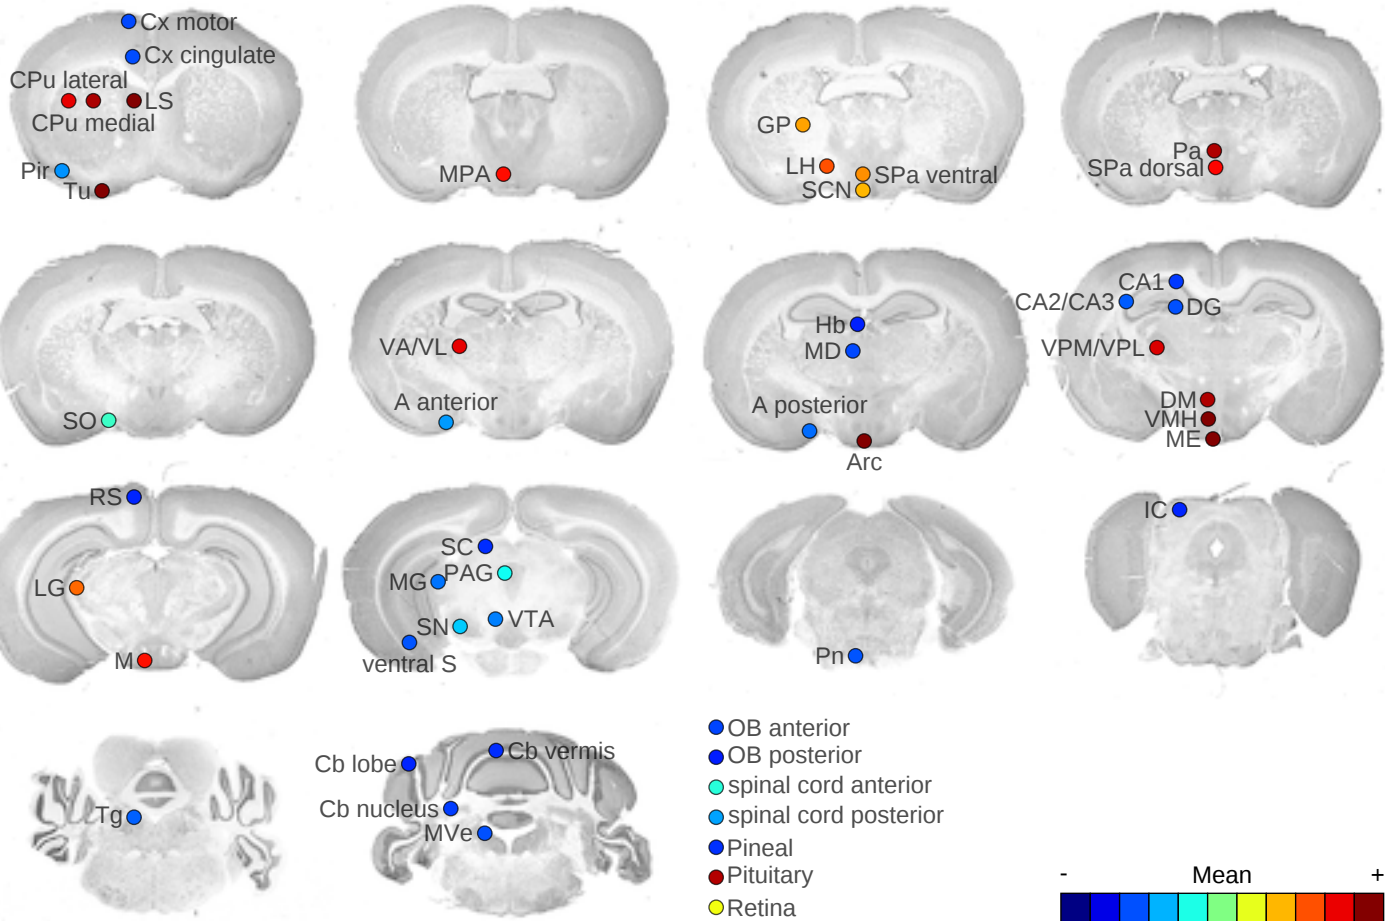 Cx motor
Cx cingulate
CPu lateral
LS
CPu medial
Pir
Tu
MPA
GP
LH
SPa ventral
SCN
Pa
SPa dorsal
SO
VA/VL
A anterior
Hb
MD
A posterior
Arc
CA1
CA2/CA3
DG
VPM/VPL
DM
VMH
ME
RS
LG
M
SC
PAG
MG
SN
VTA
ventral S
Pn
IC
Tg
Cb lobe
Cb vermis
Cb nucleus
MVe
OB anterior
OB posterior
spinal cord anterior
spinal cord posterior
Pineal
Pituitary
Retina
- Mean +